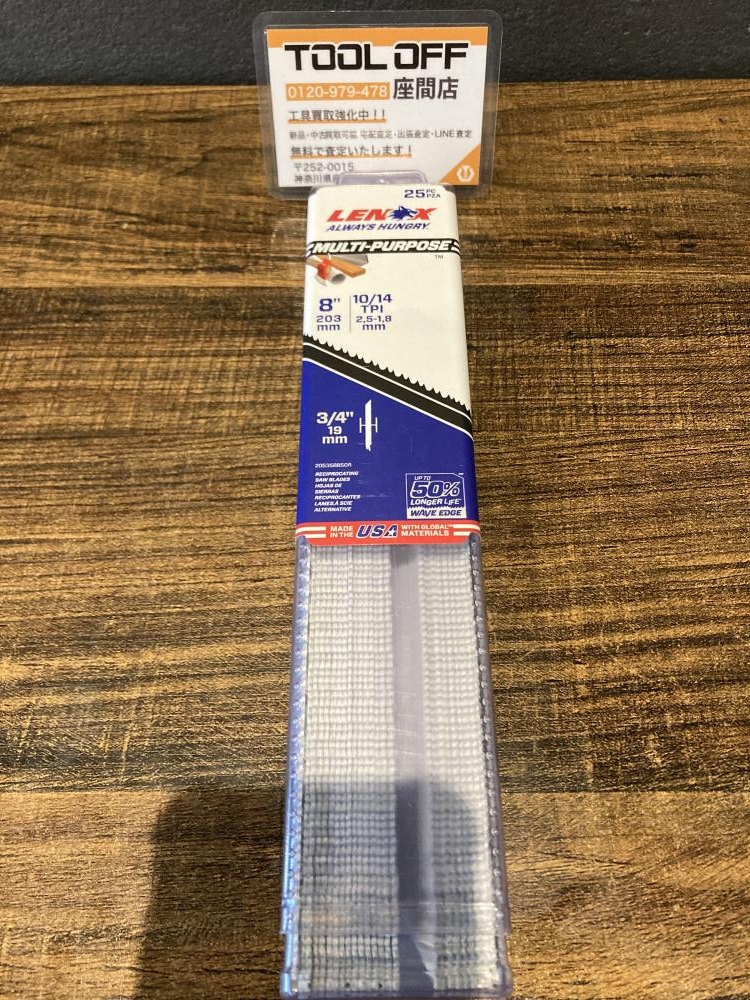 TOOL OFF
0120-979-478 座間店
工具買取強化中！！
新品・中古買取可能 宅配査定・出張査定・LINE査定
無料で査定いたします！
〒252-0015
神奈川県
25 PC
PZA
LENOX
ALWAYS HUNGRY.
MULTI-PURPOSE
TM
8" 10/14
203 TPI
mm 2,5-1,8
mm
3/4"
19
mm
20535B850R
RECIPROCATING
SAW BLADES
HOJAS DE
SIERRAS
RECIPROCANTES
LAMES À SCIE
ALTERNATIVE
UP TO
50%
LONGER LIFE
WAVE EDGE
MADE IN THE USA WITH GLOBAL MATERIALS